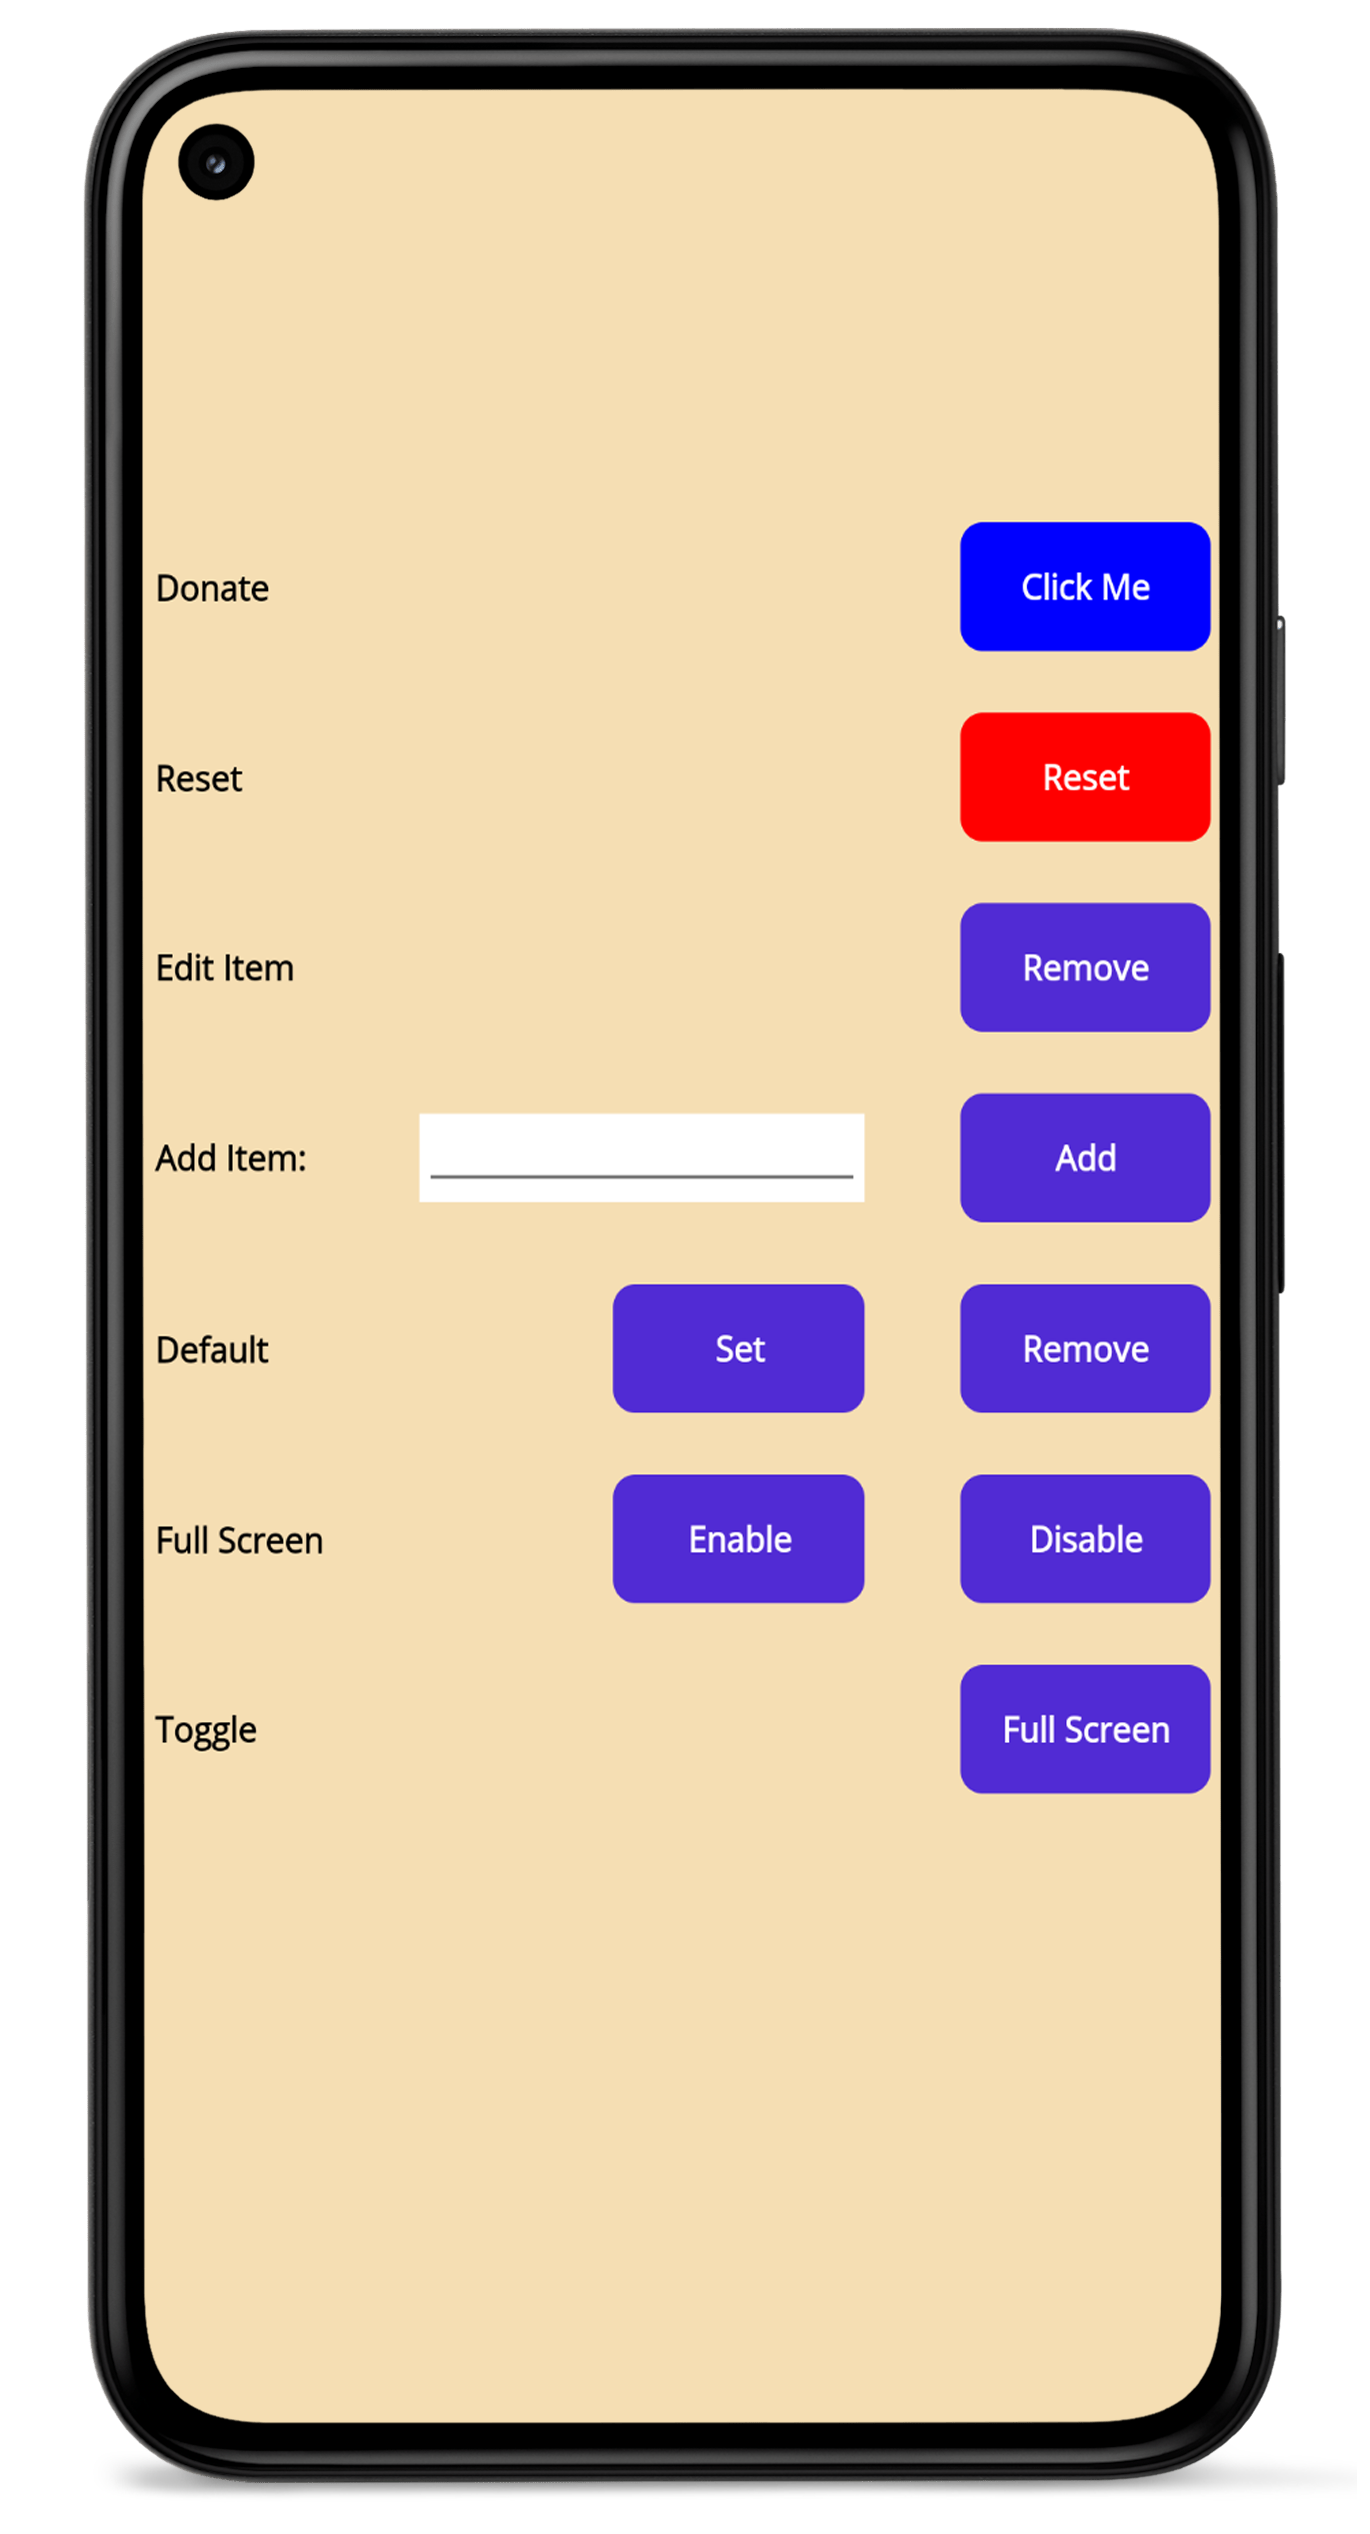 Donate Click Me
Reset Reset
Edit Item Remove
Add Item: Add
Default Set Remove
Full Screen Enable Disable
Toggle Full Screen